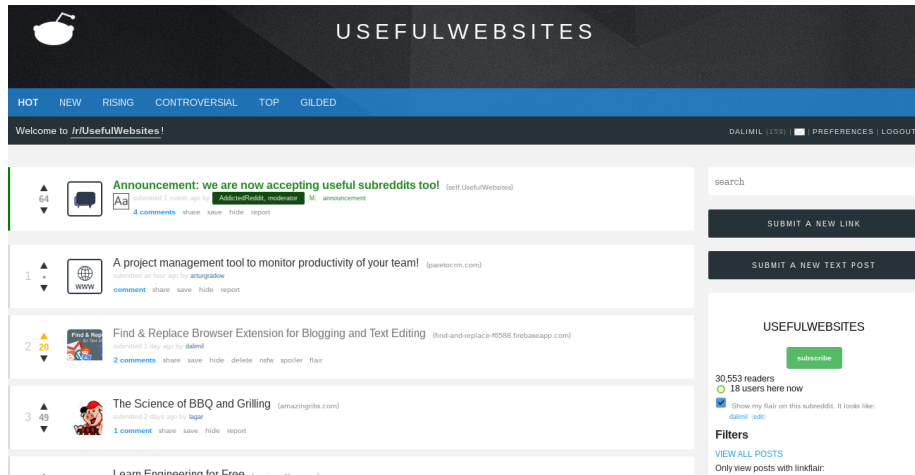 USEFULWEBSITES
HOT NEW RISING CONTROVERSIAL TOP GILDED
Welcome to /r/UsefulWebsites!
DALIMIL (159) | | PREFERENCES | LOGOUT
64
Announcement: we are now accepting useful subreddits too! (self.UsefulWebsites)
Aa submitted 1 month ago by AddictedReddit, moderator [M] announcement
4 comments share save hide report
1 •
www
A project management tool to monitor productivity of your team! (paretocrm.com)
submitted an hour ago by arturgradow
comment share save hide report
2 20
Find & Repl
Find & Replace Browser Extension for Blogging and Text Editing (find-and-replace-f6588.firebaseapp.com)
submitted 1 day ago by dalimil
2 comments share save hide delete nsfw spoiler flair
3 49
The Science of BBQ and Grilling (amazingribs.com)
submitted 2 days ago by lagar
1 comment share save hide report
Learn Engineering for Free
search
SUBMIT A NEW LINK
SUBMIT A NEW TEXT POST
USEFULWEBSITES
subscribe
30,553 readers
18 users here now
Show my flair on this subreddit. It looks like:
dalimil (edit)
Filters
VIEW ALL POSTS
Only view posts with linkflair: